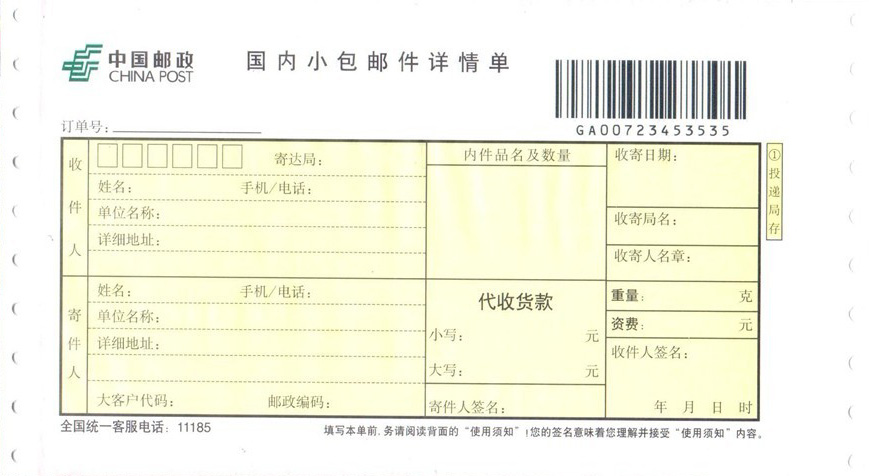 中国邮政
CHINA POST
国内小包邮件详情单
GA00723453535
订单号:
收件人
寄达局:
姓名: 手机/电话:
单位名称:
详细地址:
内件品名及数量
收寄日期:
收寄局名:
收寄人名章:
①投递局存
寄件人
姓名: 手机/电话:
单位名称:
详细地址:
大客户代码: 邮政编码:
代收货款
小写: 元
大写: 元
寄件人签名:
重量: 克
资费: 元
收件人签名:
年 月 日 时
全国统一客服电话: 11185
填写本单前,务请阅读背面的“使用须知”!您的签名意味着您理解并接受“使用须知”内容。